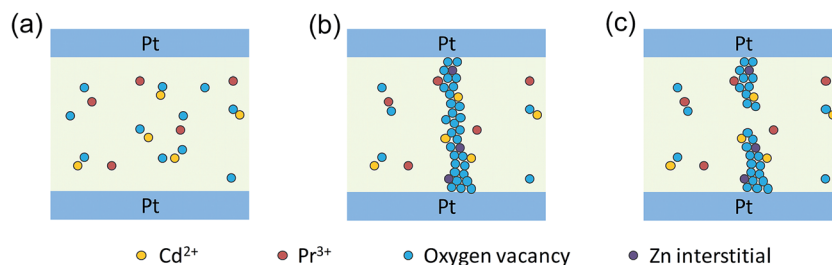 (a)
(b)
(c)
Pt
Pt
Pt
Pt
Pt
Pt
Cd²⁺
Pr³⁺
Oxygen vacancy
Zn interstitial